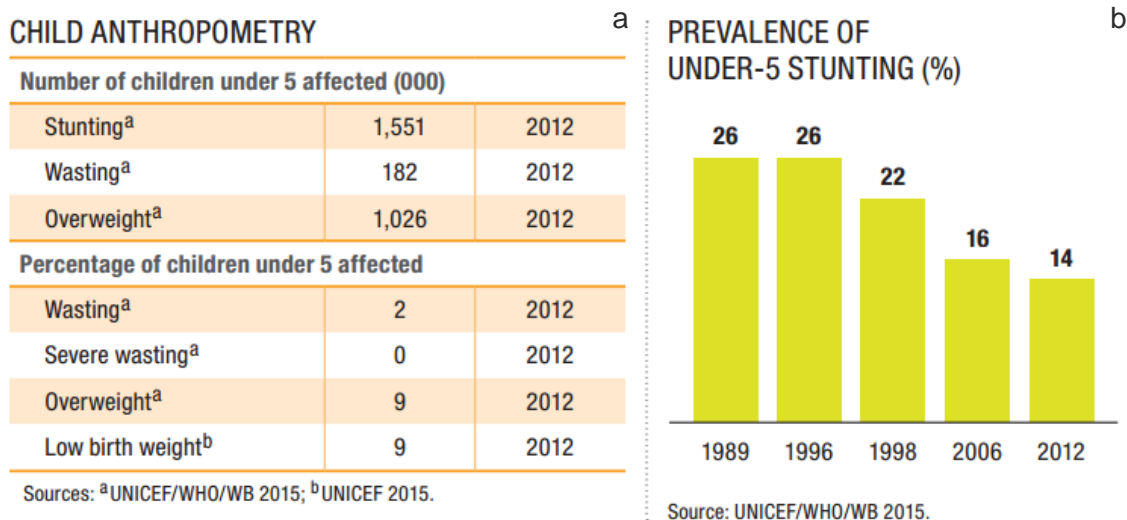 CHILD ANTHROPOMETRY
a
Number of children under 5 affected (000)
Stuntingᵃ 1,551 2012
Wastingᵃ 182 2012
Overweightᵃ 1,026 2012
Percentage of children under 5 affected
Wastingᵃ 2 2012
Severe wastingᵃ 0 2012
Overweightᵃ 9 2012
Low birth weightᵇ 9 2012
Sources: ᵃUNICEF/WHO/WB 2015; ᵇUNICEF 2015.
b
PREVALENCE OF
UNDER-5 STUNTING (%)
26 26 22 16 14
1989 1996 1998 2006 2012
Source: UNICEF/WHO/WB 2015.